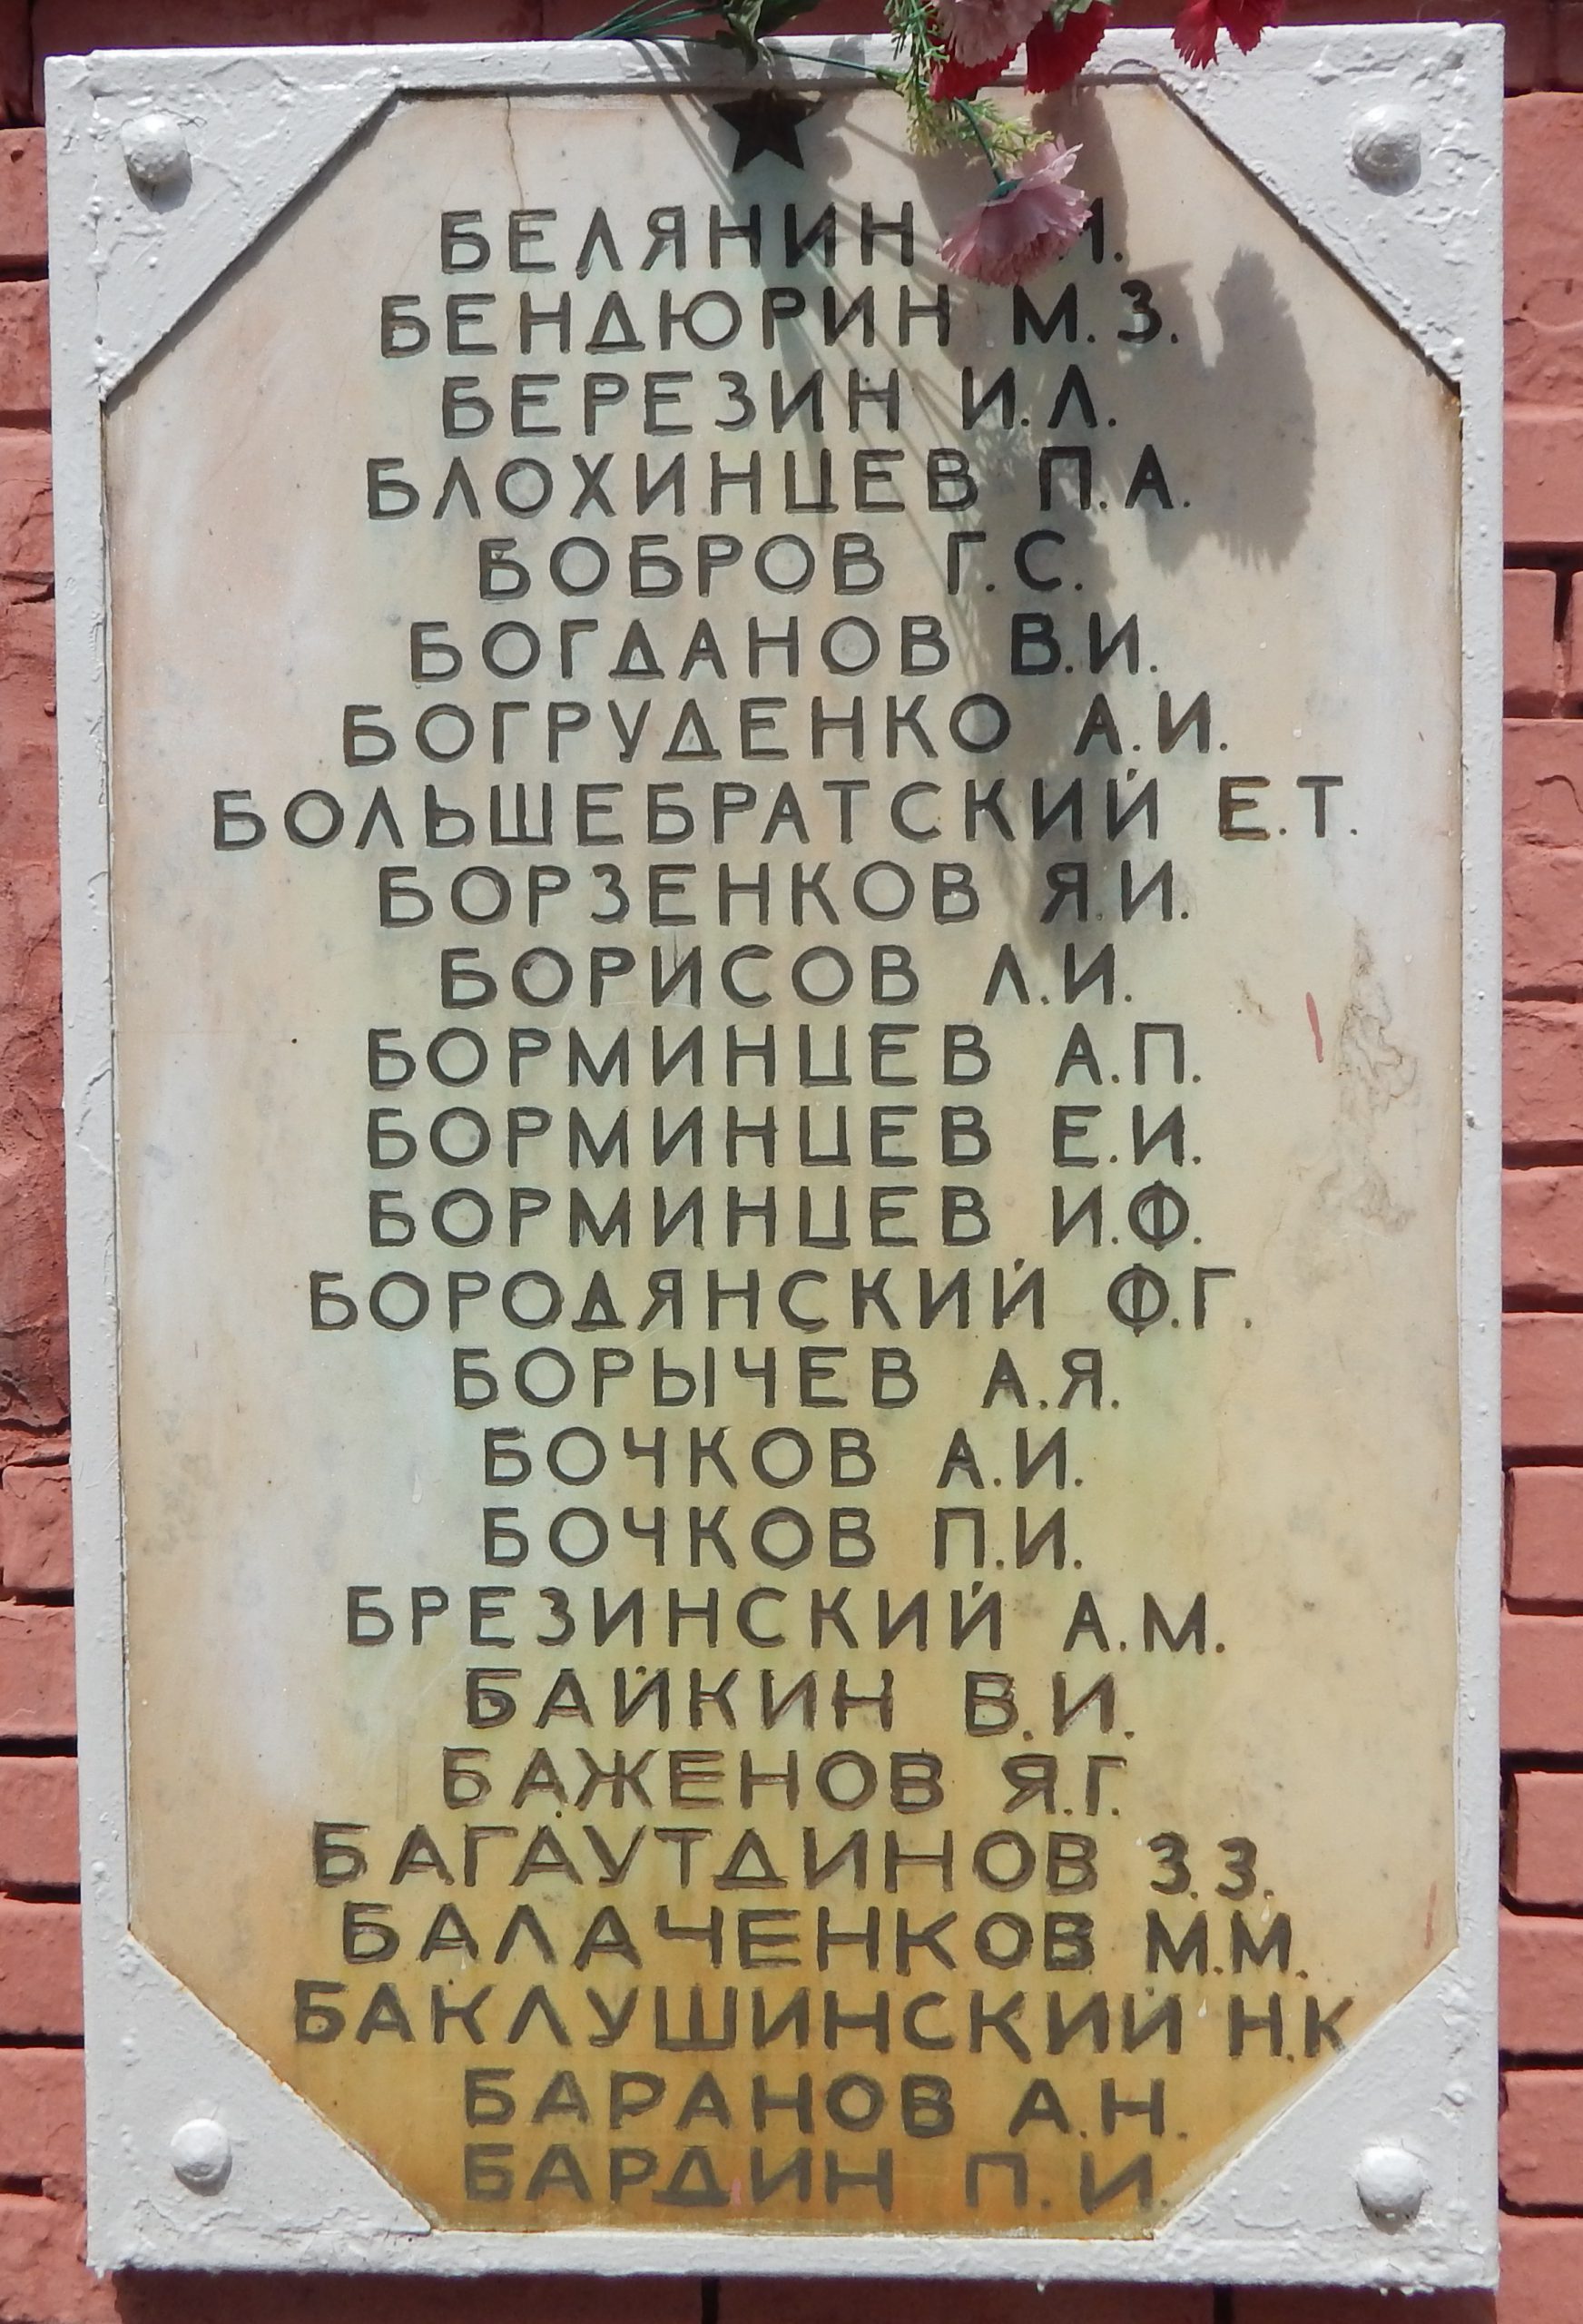 БЕЛЯНИН
БЕНДЮРИН М.З.
БЕРЕЗИН И.Л.
БЛОХИНЦЕВ П.А.
БОБРОВ Г.С.
БОГДАНОВ В.И.
БОГРУДЕНКО А.И.
БОЛЬШЕБРАТСКИЙ Е.Т.
БОРЗЕНКОВ Я.И.
БОРИСОВ Л.И.
БОРМИНЦЕВ А.П.
БОРМИНЦЕВ Е.И.
БОРМИНЦЕВ И.Ф.
БОРОДЯНСКИЙ Ф.Г.
БОРЫЧЕВ А.Я.
БОЧКОВ А.И.
БОЧКОВ П.И.
БРЕЗИНСКИЙ А.М.
БАЙКИН В.И.
БАЖЕНОВ Я.Г.
БАГАУТДИНОВ З.З.
БАЛАЧЕНКОВ М.М.
БАКЛУШИНСКИЙ Н.К
БАРАНОВ А.Н.
БАРДИН П.И.